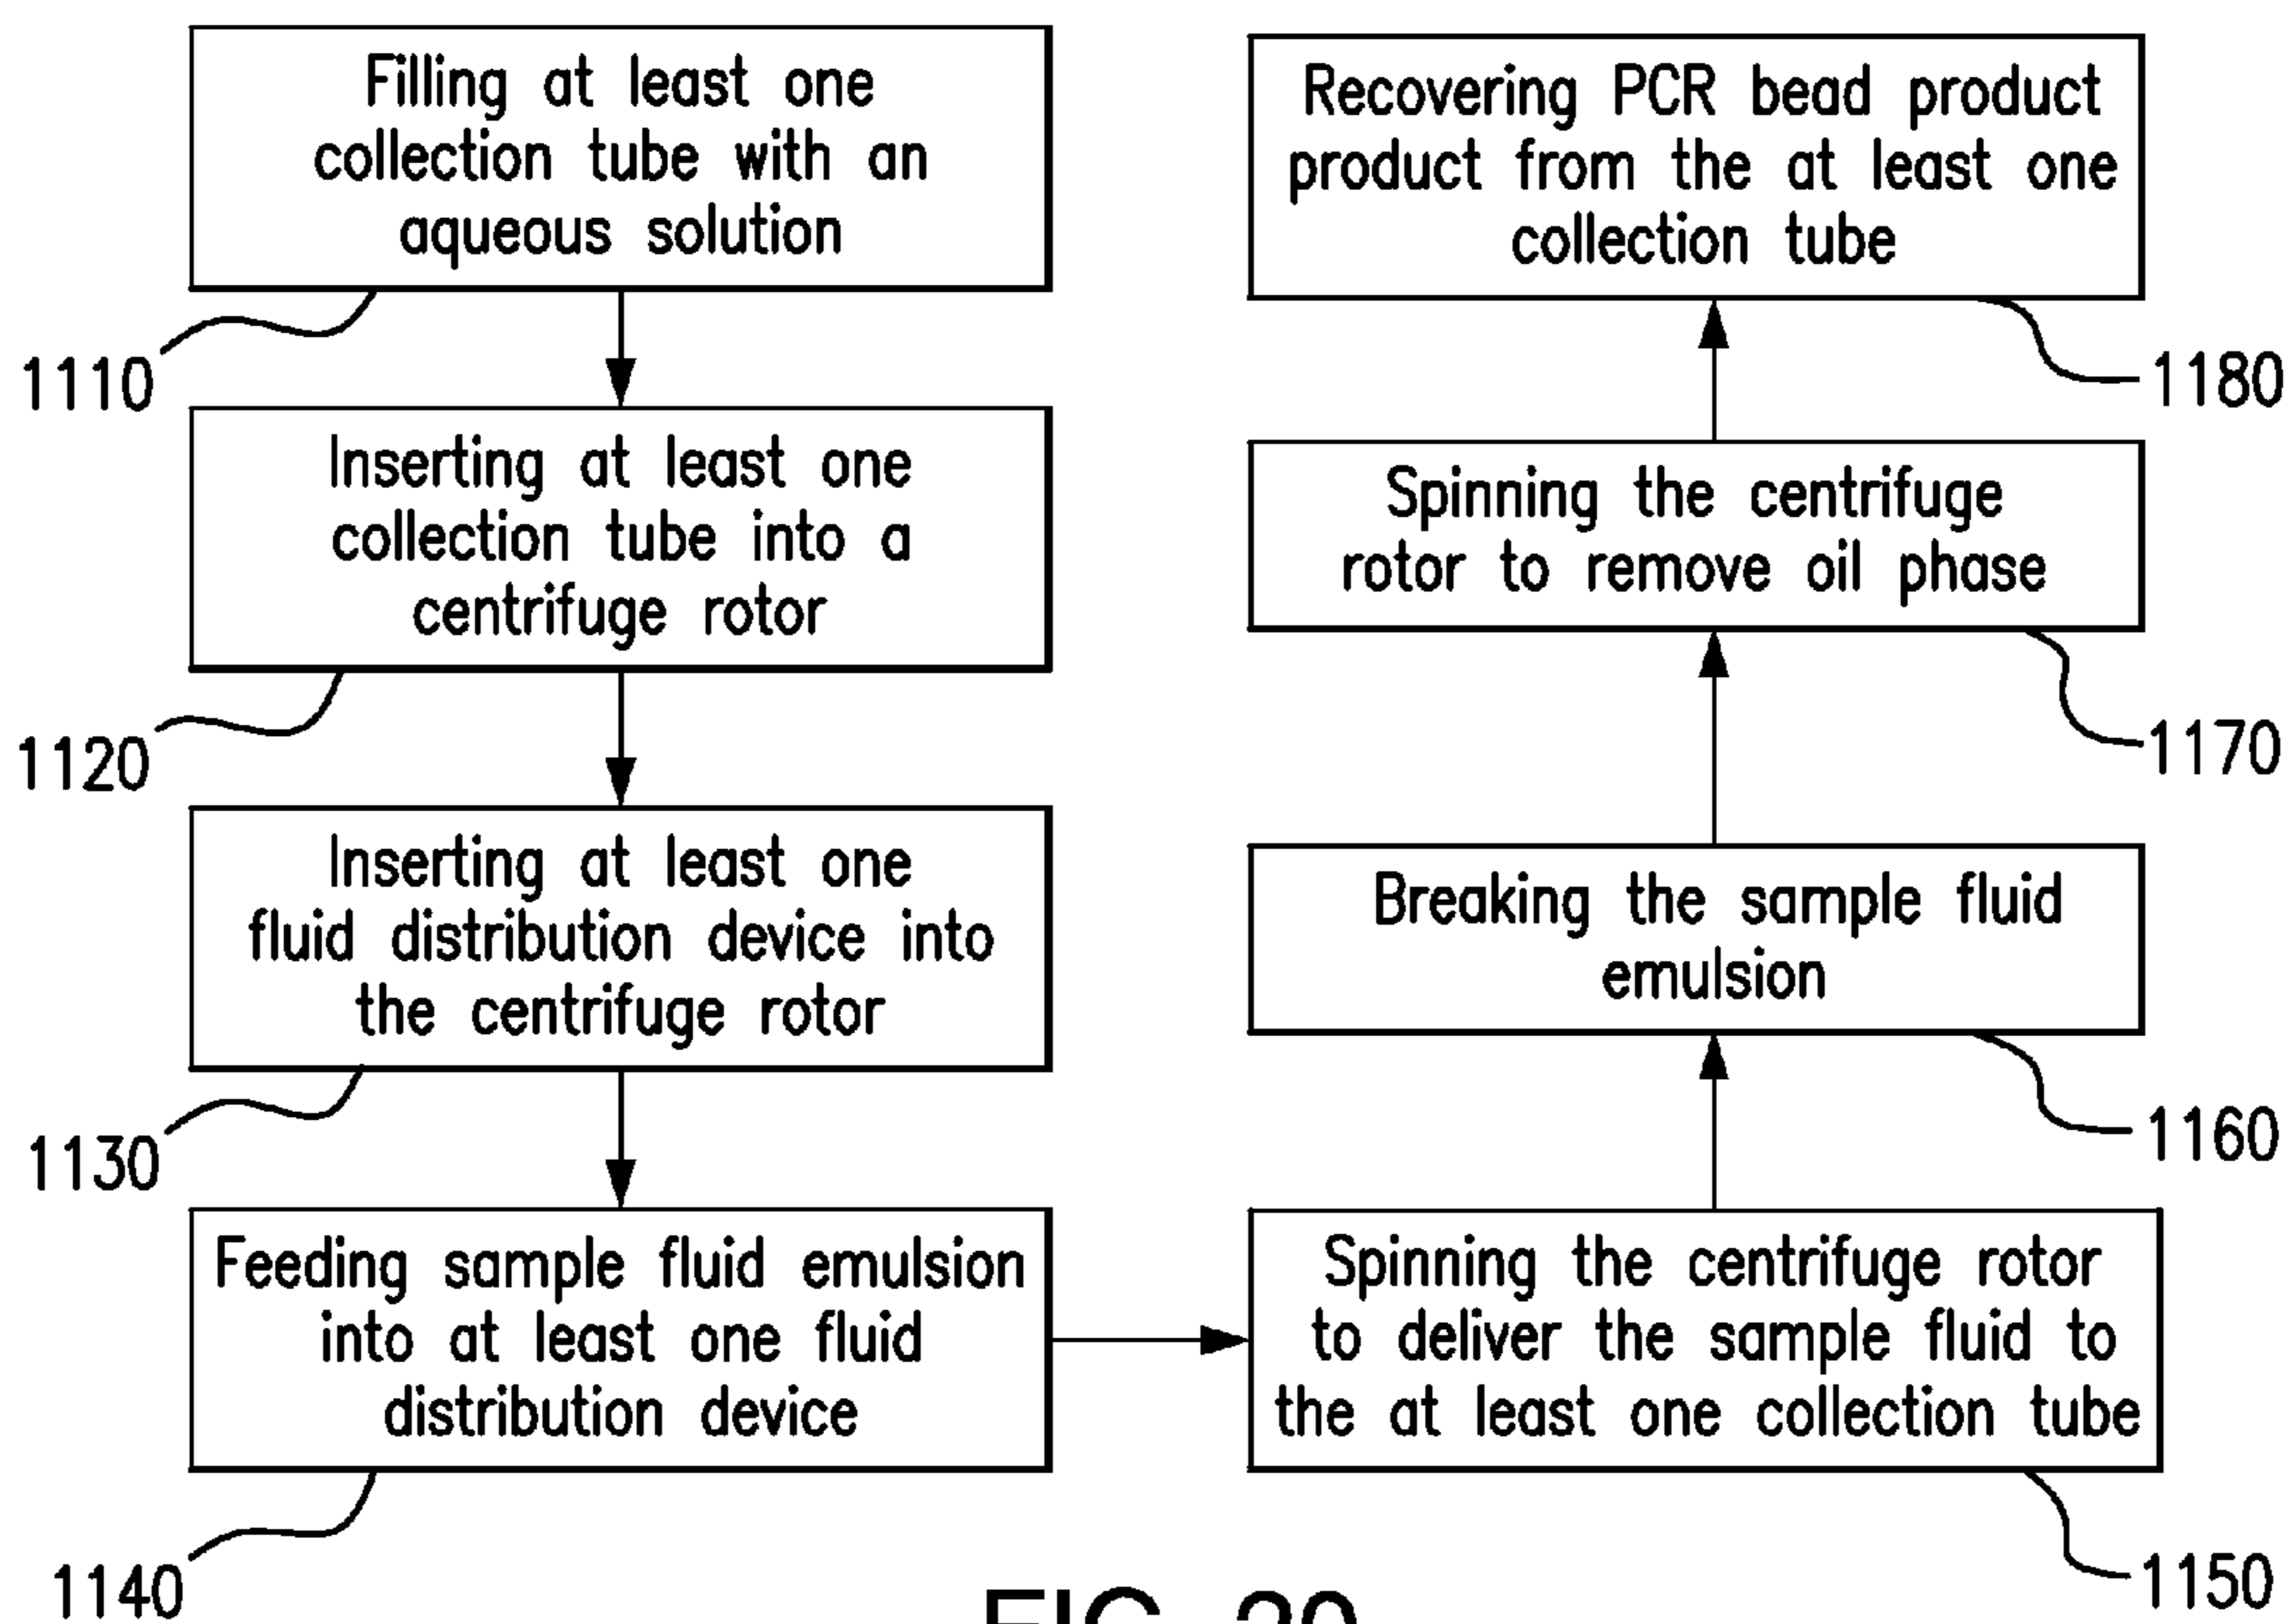 Filling at least one
collection tube with an
aqueous solution
1110
Inserting at least one
collection tube into a
centrifuge rotor
1120
Inserting at least one
fluid distribution device into
the centrifuge rotor
1130
Feeding sample fluid emulsion
into at least one fluid
distribution device
1140
Spinning the centrifuge rotor
to deliver the sample fluid to
the at least one collection tube
1150
Breaking the sample fluid
emulsion
1160
Spinning the centrifuge
rotor to remove oil phase
1170
Recovering PCR bead product
product from the at least one
collection tube
1180
FIG.